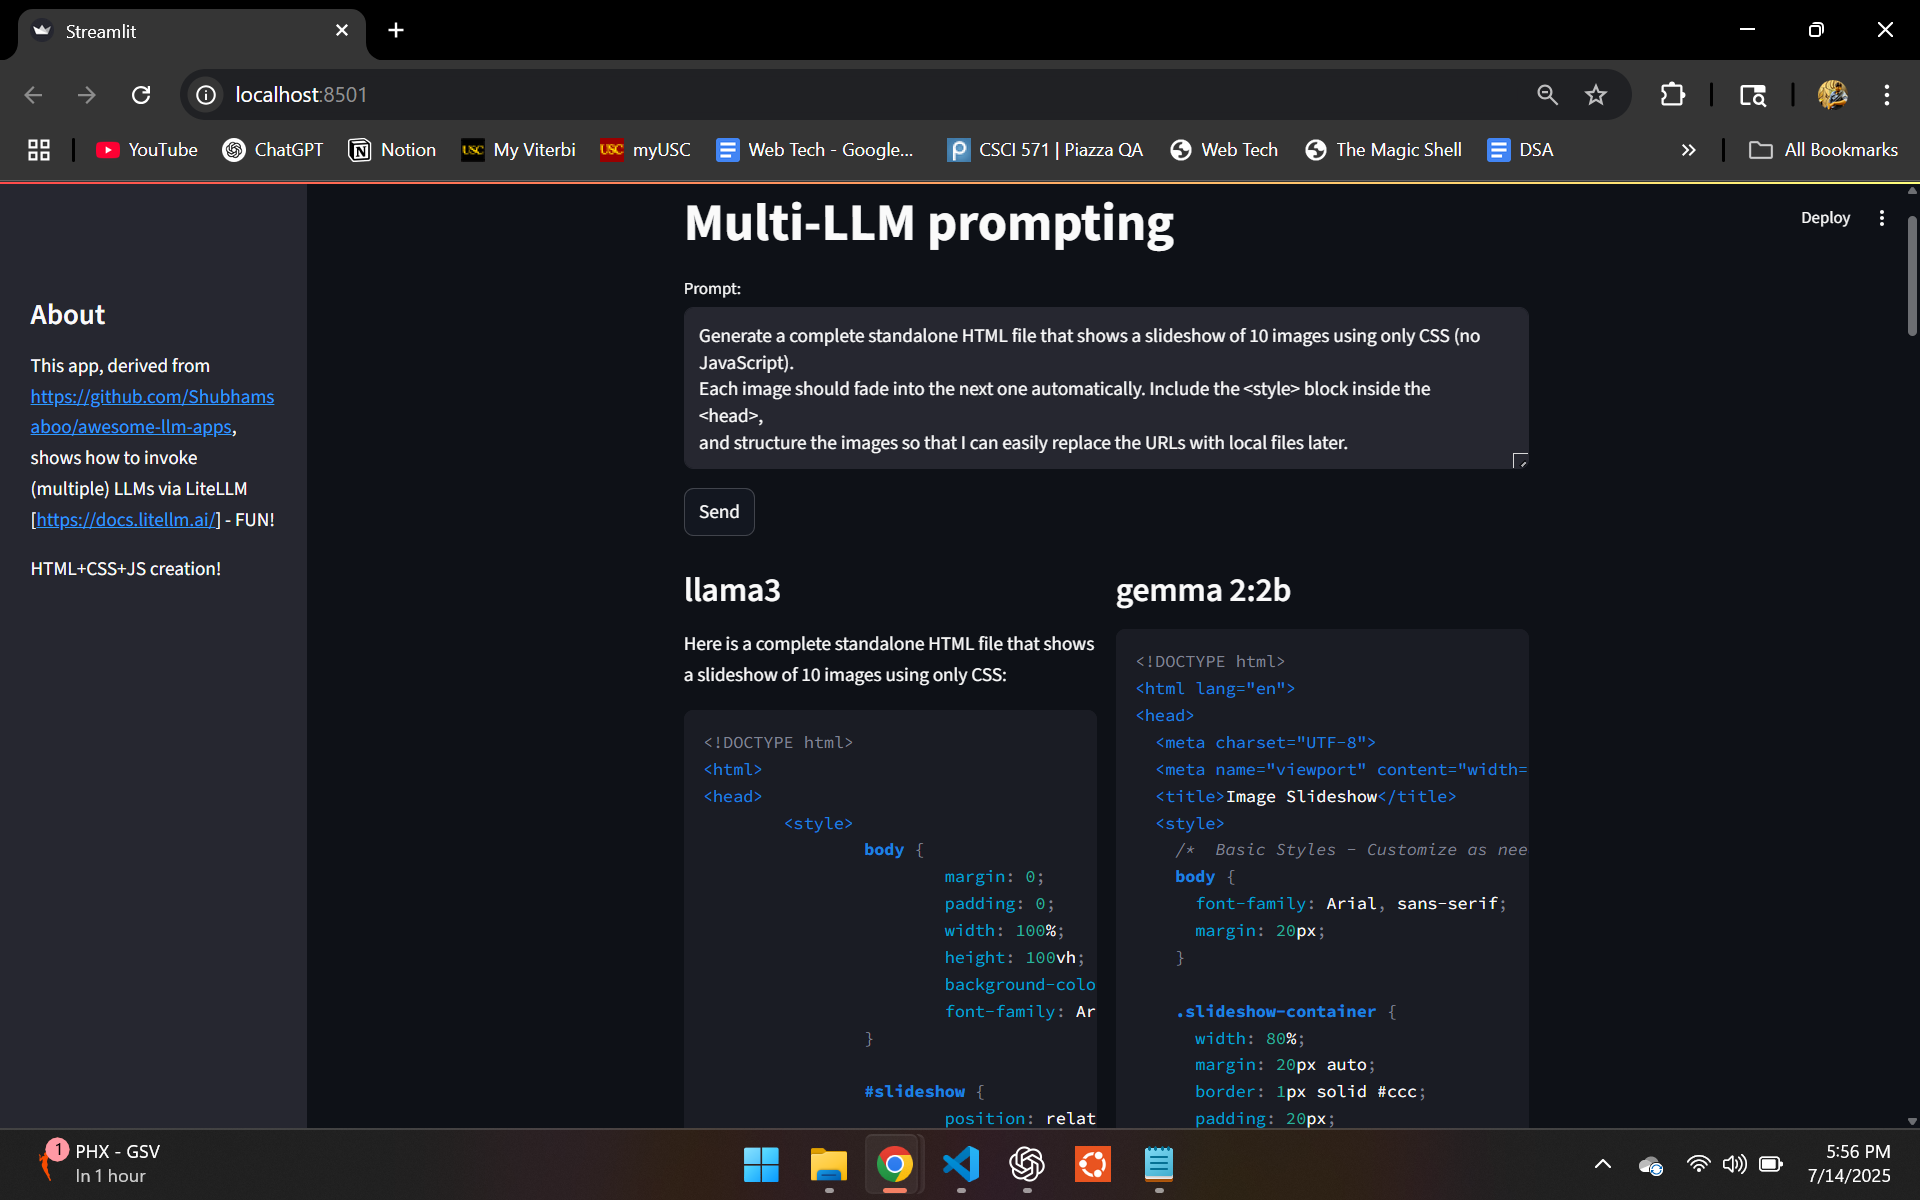 Streamlit
localhost:8501
YouTube
ChatGPT
Notion
USC
My Viterbi
USC
myUSC
Web Tech - Google...
CSCI 571 | Piazza QA
Web Tech
The Magic Shell
DSA
All Bookmarks
Deploy
About
This app, derived from
https://github.com/Shubhams
aboo/awesome-llm-apps,
shows how to invoke
(multiple) LLMs via LiteLLM
[https://docs.litellm.ai/] - FUN!
HTML+CSS+JS creation!
Multi-LLM prompting
Prompt:
Generate a complete standalone HTML file that shows a slideshow of 10 images using only CSS (no
JavaScript).
Each image should fade into the next one automatically. Include the <style> block inside the
<head>,
and structure the images so that I can easily replace the URLs with local files later.
Send
llama3
Here is a complete standalone HTML file that shows
a slideshow of 10 images using only CSS:
<!DOCTYPE html>
<html>
<head>
<style>
body {
margin: 0;
padding: 0;
width: 100%;
height: 100vh;
background-colo
font-family: Ar
}
#slideshow {
position: relat
gemma 2:2b
<!DOCTYPE html>
<html lang="en">
<head>
<meta charset="UTF-8">
<meta name="viewport" content="width=
<title>Image Slideshow</title>
<style>
/* Basic Styles - Customize as nee
body {
font-family: Arial, sans-serif;
margin: 20px;
}
.slideshow-container {
width: 80%;
margin: 20px auto;
border: 1px solid #ccc;
padding: 20px;
1
PHX - GSV
In 1 hour
5:56 PM
7/14/2025